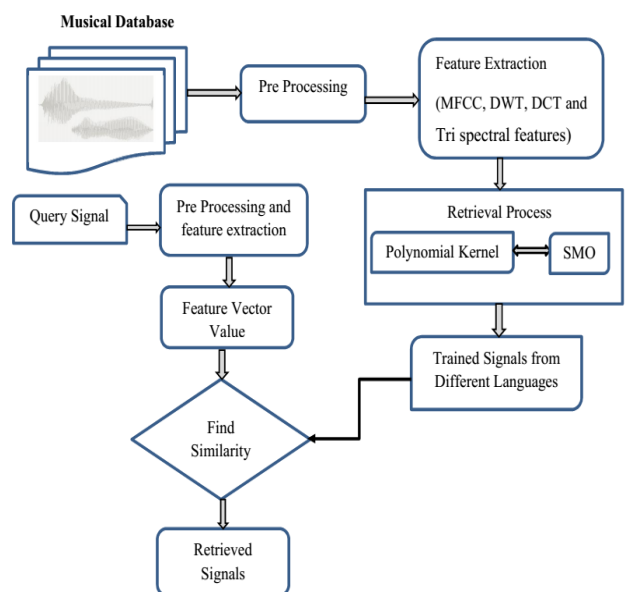 Musical Database
Pre Processing
Feature Extraction
(MFCC, DWT, DCT and
Tri spectral features)
Query Signal
Pre Processing and
feature extraction
Retrieval Process
Polynomial Kernel
SMO
Feature Vector
Value
Trained Signals from
Different Languages
Find
Similarity
Retrieved
Signals